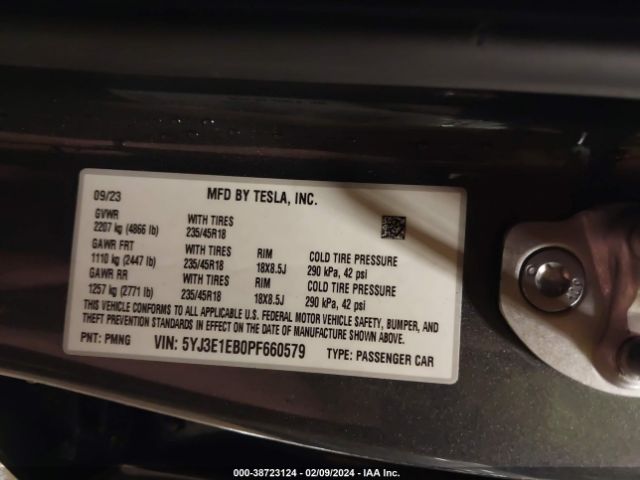 09/23 MFD BY TESLA, INC.
GVWR WITH TIRES
2207 kg (4866 lb) 235/45R18
GAWR FRT WITH TIRES RIM COLD TIRE PRESSURE
1110 kg (2447 lb) 235/45R18 18X8.5J 290 kPa, 42 psi
GAWR RR WITH TIRES RIM COLD TIRE PRESSURE
1257 kg (2771 lb) 235/45R18 18X8.5J 290 kPa, 42 psi
THIS VEHICLE CONFORMS TO ALL APPLICABLE U.S. FEDERAL MOTOR VEHICLE SAFETY, BUMPER, AND
THEFT PREVENTION STANDARDS IN EFFECT ON THE DATE OF MANUFACTURE SHOWN ABOVE.
PNT: PMNG VIN: 5YJ3E1EB0PF660579 TYPE: PASSENGER CAR
000-38723124 - 02/09/2024 - IAA Inc.